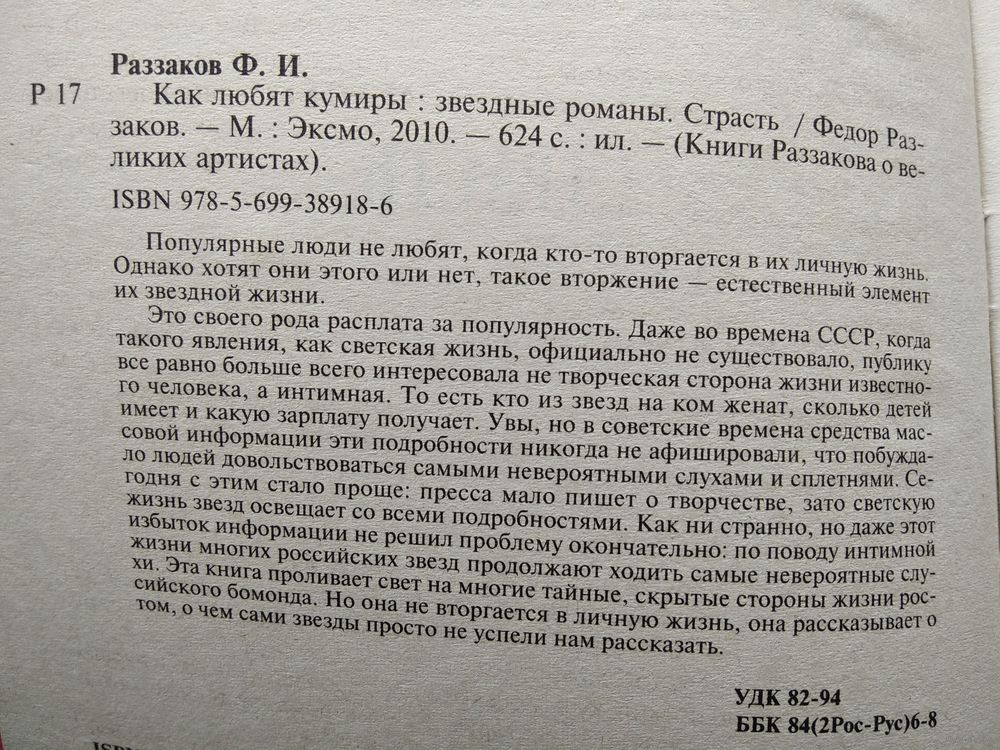 Раззаков Ф. И.
Р 17 Как любят кумиры : звездные романы. Страсть / Федор Раз-
заков. — М. : Эксмо, 2010. — 624 с. : ил. — (Книги Раззакова о ве-
ликих артистах).
ISBN 978-5-699-38918-6
Популярные люди не любят, когда кто-то вторгается в их личную жизнь.
Однако хотят они этого или нет, такое вторжение — естественный элемент
их звездной жизни.
Это своего рода расплата за популярность. Даже во времена СССР, когда
такого явления, как светская жизнь, официально не существовало, публику
все равно больше всего интересовала не творческая сторона жизни известно-
го человека, а интимная. То есть кто из звезд на ком женат, сколько детей
имеет и какую зарплату получает. Увы, но в советские времена средства мас-
совой информации эти подробности никогда не афишировали, что побужда-
ло людей довольствоваться самыми невероятными слухами и сплетнями. Се-
годня с этим стало проще: пресса мало пишет о творчестве, зато светскую
жизнь звезд освещает со всеми подробностями. Как ни странно, но даже этот
избыток информации не решил проблему окончательно: по поводу интимной
жизни многих российских звезд продолжают ходить самые невероятные слу-
хи. Эта книга проливает свет на многие тайные, скрытые стороны жизни рос-
сийского бомонда. Но она не вторгается в личную жизнь, она рассказывает о
том, о чем сами звезды просто не успели нам рассказать.
УДК 82-94
ББК 84(2Рос-Рус)6-8